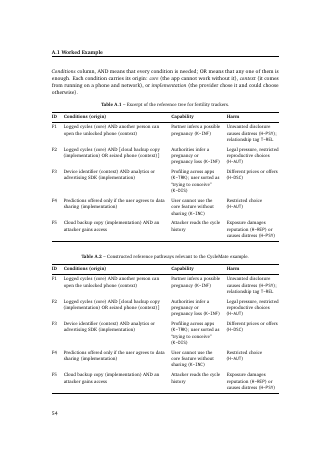 A.1 Worked Example
Conditions column, AND means that every condition is needed; OR means that any one of them is
enough. Each condition carries its origin: core (the app cannot work without it), context (it comes
from running on a phone and network), or implementation (the provider chose it and could choose
otherwise).
Table A.1 – Excerpt of the reference tree for fertility trackers.
ID Conditions (origin) Capability Harm
F1 Logged cycles (core) AND another person can Partner infers a possible Unwanted disclosure
open the unlocked phone (context) pregnancy (K-INF) causes distress (H-PSY),
relationship tag T-REL
F2 Logged cycles (core) AND [cloud backup copy Authorities infer a Legal pressure, restricted
(implementation) OR seized phone (context)] pregnancy or reproductive choices
pregnancy loss (K-INF) (H-AUT)
F3 Device identifier (context) AND analytics or Profiling across apps Different prices or offers
advertising SDK (implementation) (K-TRK); user sorted as (H-DSC)
"trying to conceive"
(K-DIS)
F4 Predictions offered only if the user agrees to data User cannot use the Restricted choice
sharing (implementation) core feature without (H-AUT)
sharing (K-INC)
F5 Cloud backup copy (implementation) AND an Attacker reads the cycle Exposure damages
attacker gains access history reputation (H-REP) or
causes distress (H-PSY)
Table A.2 – Constructed reference pathways relevant to the CycleMate example.
ID Conditions (origin) Capability Harm
F1 Logged cycles (core) AND another person can Partner infers a possible Unwanted disclosure
open the unlocked phone (context) pregnancy (K-INF) causes distress (H-PSY),
relationship tag T-REL
F2 Logged cycles (core) AND [cloud backup copy Authorities infer a Legal pressure, restricted
(implementation) OR seized phone (context)] pregnancy or reproductive choices
pregnancy loss (K-INF) (H-AUT)
F3 Device identifier (context) AND analytics or Profiling across apps Different prices or offers
advertising SDK (implementation) (K-TRK); user sorted as (H-DSC)
"trying to conceive"
(K-DIS)
F4 Predictions offered only if the user agrees to data User cannot use the Restricted choice
sharing (implementation) core feature without (H-AUT)
sharing (K-INC)
F5 Cloud backup copy (implementation) AND an Attacker reads the cycle Exposure damages
attacker gains access history reputation (H-REP) or
causes distress (H-PSY)
54